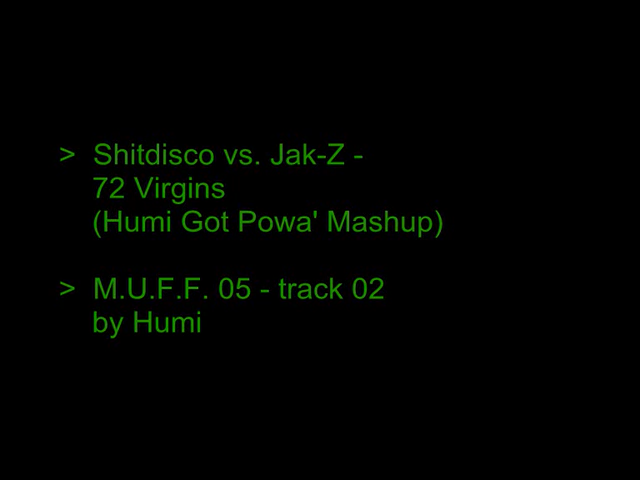 > Shitdisco vs. Jak-Z -
72 Virgins
(Humi Got Powa' Mashup)
> M.U.F.F. 05 - track 02
by Humi